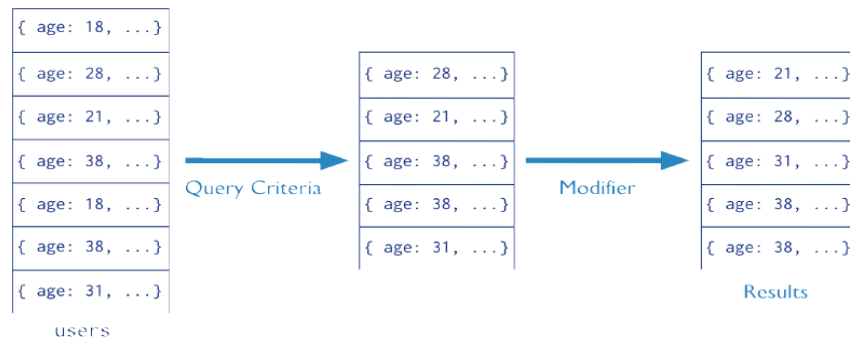 { age: 18, ...}
{ age: 28, ...}
{ age: 21, ...}
{ age: 38, ...}
{ age: 18, ...}
{ age: 38, ...}
{ age: 31, ...}
users
Query Criteria
{ age: 28, ...}
{ age: 21, ...}
{ age: 38, ...}
{ age: 38, ...}
{ age: 31, ...}
Modifier
{ age: 21, ...}
{ age: 28, ...}
{ age: 31, ...}
{ age: 38, ...}
{ age: 38, ...}
Results